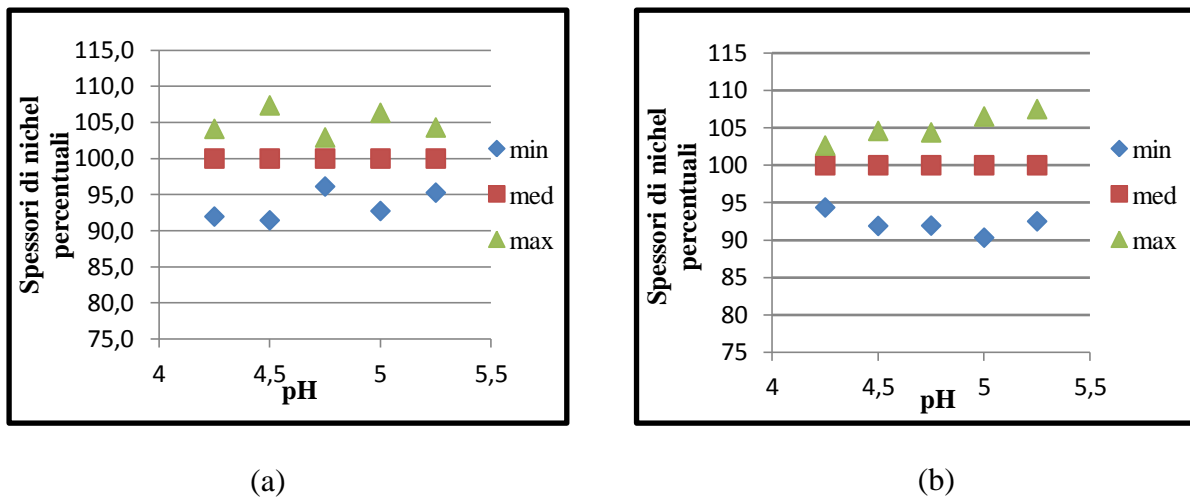 Spessori di nichel
percentuali
115,0
110,0
105,0
100,0
95,0
90,0
85,0
80,0
75,0
4
4,5
5
5,5
pH
min
med
max
(a)
Spessori di nichel
percentuali
115
110
105
100
95
90
85
80
75
4
4,5
5
5,5
pH
min
med
max
(b)